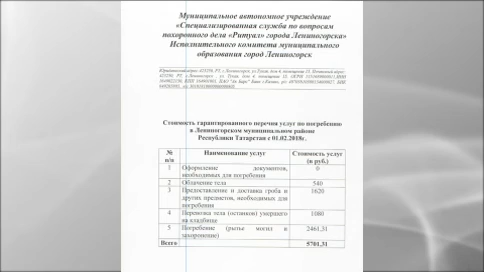 Муниципальное автономное учреждение
«Специализированная служба по вопросам
похоронного дела «Ритуал» города Лениногорска»
Исполнительного комитета муниципального
образования город Лениногорск
Стоимость гарантированного перечня услуг по погребению
в Лениногорском муниципальном районе
Республики Татарстан с 01.02.2018г.
№ п/п Наименование услуг Стоимость услуг (в руб.)
1 Оформление документов, 0
необходимых для погребения
2 Облачение тела 540
3 Предоставление и доставка гроба и 1620
других предметов, необходимых для
погребения
4 Перевозка тела (останков) умершего 1080
на кладбище
5 Погребение (рытье могил и 2461,31
захоронение)
Всего 5701,31